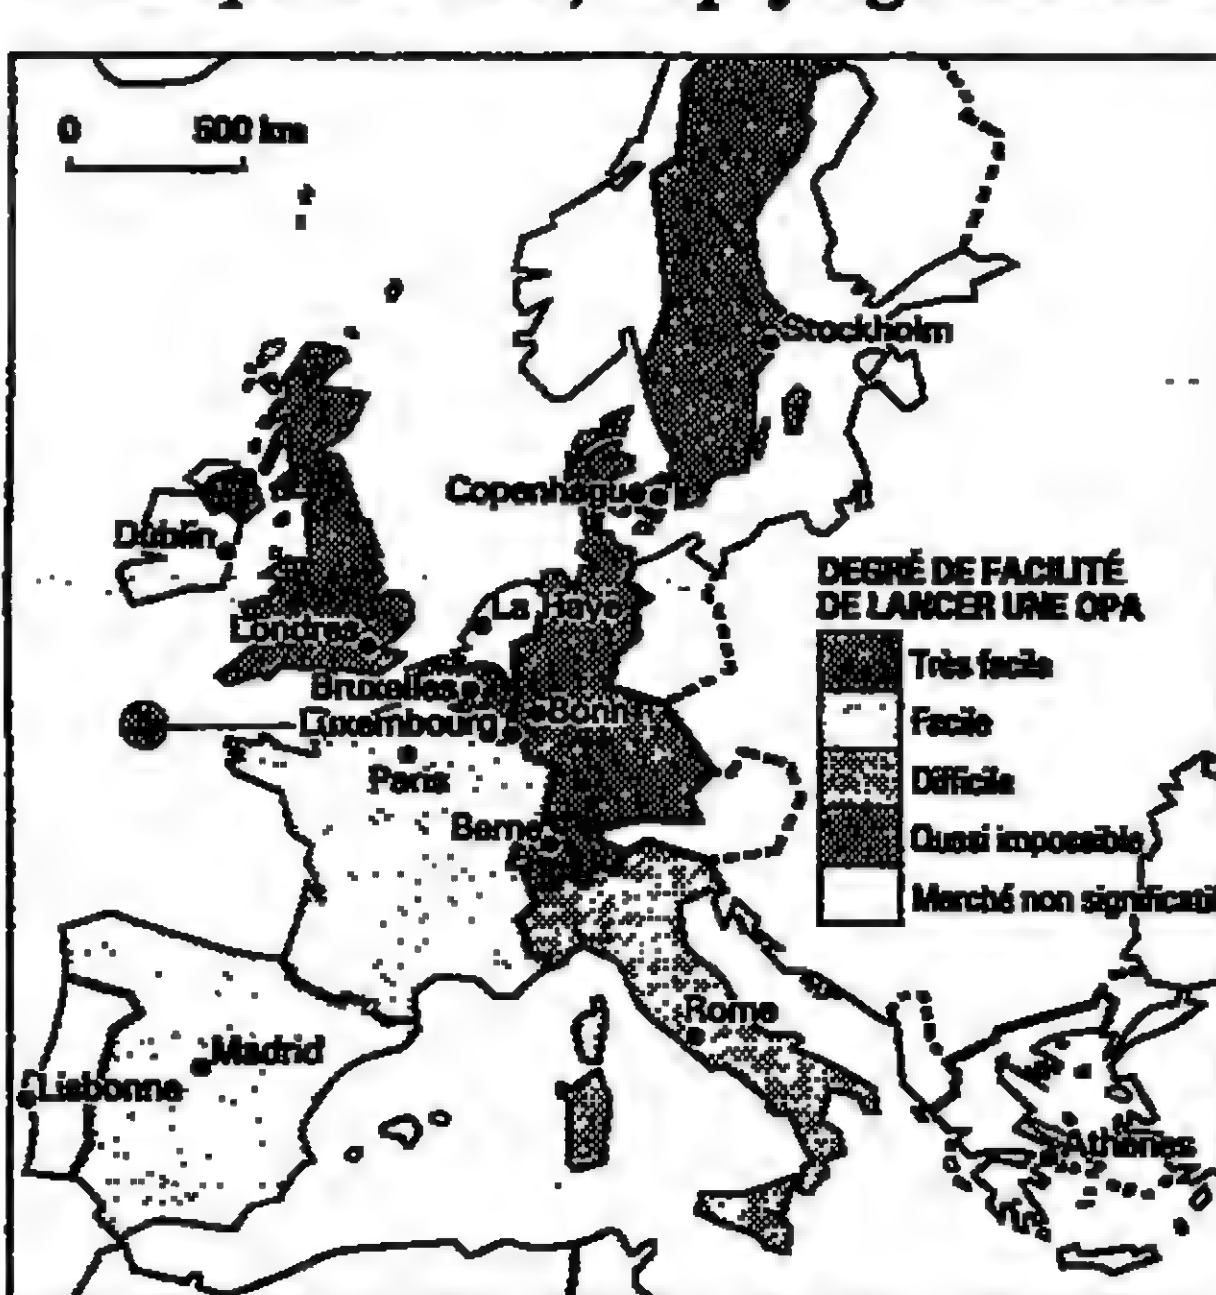 0 500 km
Stockholm
Copenhague
Dublin
DEGRÉ DE FACILITÉ
DE LANCER UNE OPA
La Haye
Londres
Très facile
Bruxelles
Bonn
Luxembourg
Facile
Paris
Difficile
Berne
Quasi impossible
Marché non significatif
Rome
Madrid
Lisbonne
Athènes